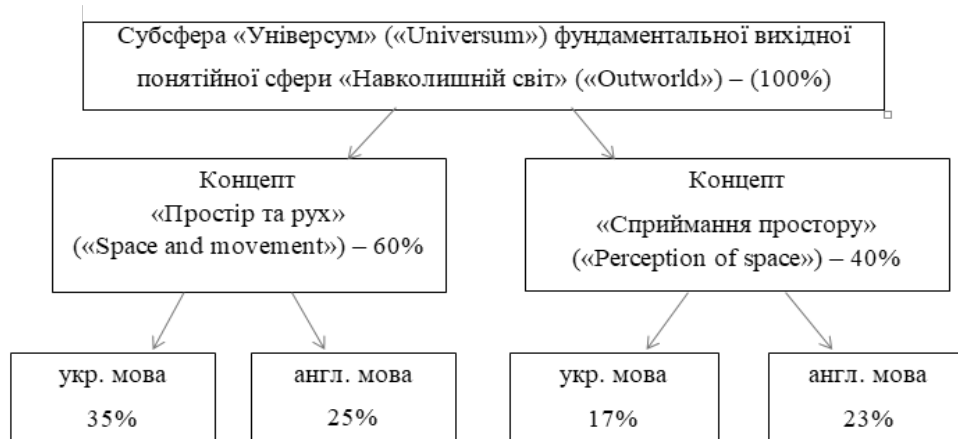 Субсфера «Універсум» («Universum») фундаментальної вихідної
понятійної сфери «Навколишній світ» («Outworld») – (100%)
Концепт
«Простір та рух»
(«Space and movement») – 60%
Концепт
«Сприймання простору»
(«Perception of space») – 40%
укр. мова
35%
англ. мова
25%
укр. мова
17%
англ. мова
23%